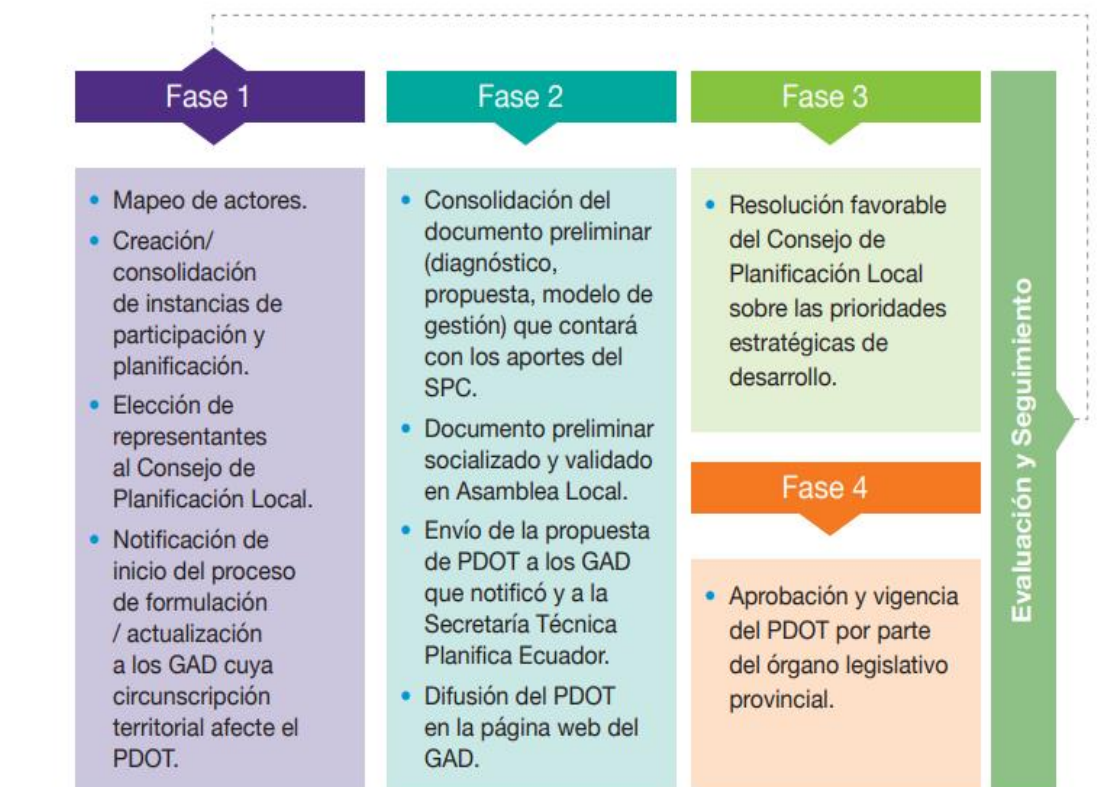 Fase 1
• Mapeo de actores.
• Creación/
consolidación
de instancias de
participación y
planificación.
• Elección de
representantes
al Consejo de
Planificación Local.
• Notificación de
inicio del proceso
de formulación
/ actualización
a los GAD cuya
circunscripción
territorial afecte el
PDOT.
Fase 2
• Consolidación del
documento preliminar
(diagnóstico,
propuesta, modelo de
gestión) que contará
con los aportes del
SPC.
• Documento preliminar
socializado y validado
en Asamblea Local.
• Envío de la propuesta
de PDOT a los GAD
que notificó y a la
Secretaría Técnica
Planifica Ecuador.
• Difusión del PDOT
en la página web del
GAD.
Fase 3
• Resolución favorable
del Consejo de
Planificación Local
sobre las prioridades
estratégicas de
desarrollo.
Fase 4
• Aprobación y vigencia
del PDOT por parte
del órgano legislativo
provincial.
Evaluación y Seguimiento